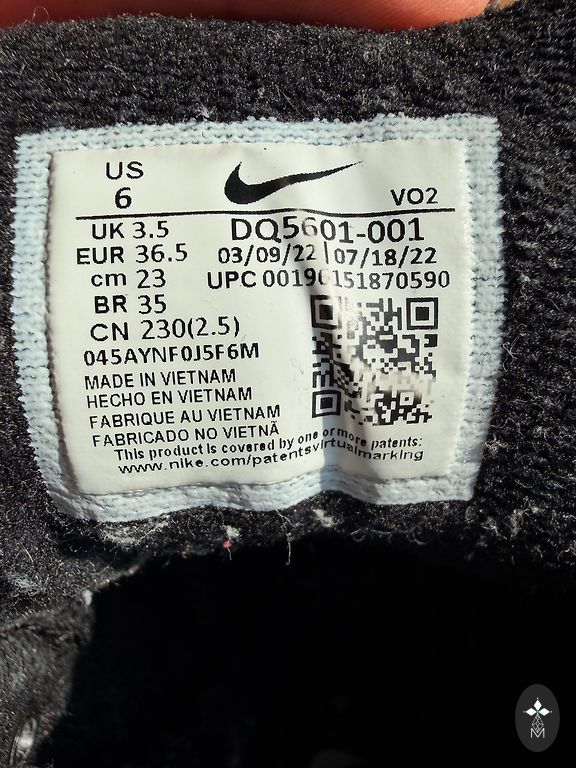 US
6
VO2
UK 3.5
EUR 36.5
cm 23
BR 35
CN 230(2.5)
DQ5601-001
03/09/22 07/18/22
UPC 00196151870590
045AYNF0J5F6M
MADE IN VIETNAM
HECHO EN VIETNAM
FABRIQUE AU VIETNAM
FABRICADO NO VIETNÃ
This product is covered by one or more patents:
www.nike.com/patentsvirtualmarking
M